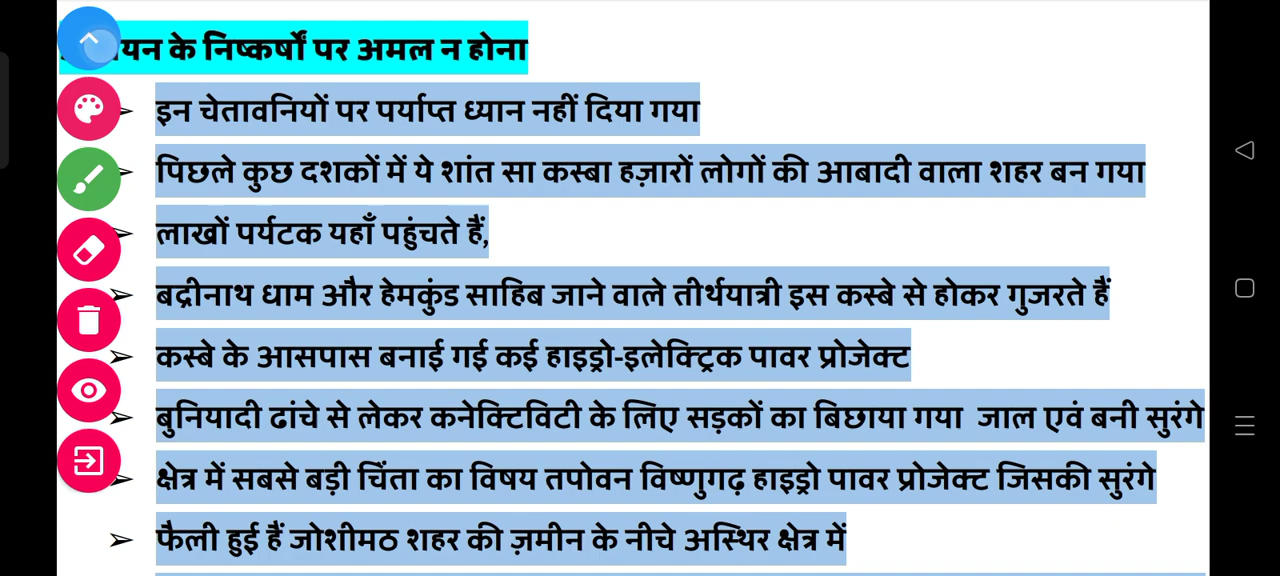 के निष्कर्षों पर अमल न होना
➢ इन चेतावनियों पर पर्याप्त ध्यान नहीं दिया गया
➢ पिछले कुछ दशकों में ये शांत सा कस्बा हज़ारों लोगों की आबादी वाला शहर बन गया
➢ लाखों पर्यटक यहाँ पहुंचते हैं,
➢ बद्रीनाथ धाम और हेमकुंड साहिब जाने वाले तीर्थयात्री इस कस्बे से होकर गुजरते हैं
➢ कस्बे के आसपास बनाई गई कई हाइड्रो-इलेक्ट्रिक पावर प्रोजेक्ट
➢ बुनियादी ढांचे से लेकर कनेक्टिविटी के लिए सड़कों का बिछाया गया जाल एवं बनी सुरंगे
➢ क्षेत्र में सबसे बड़ी चिंता का विषय तपोवन विष्णुगढ़ हाइड्रो पावर प्रोजेक्ट जिसकी सुरंगे
➢ फैली हुई हैं जोशीमठ शहर की ज़मीन के नीचे अस्थिर क्षेत्र में